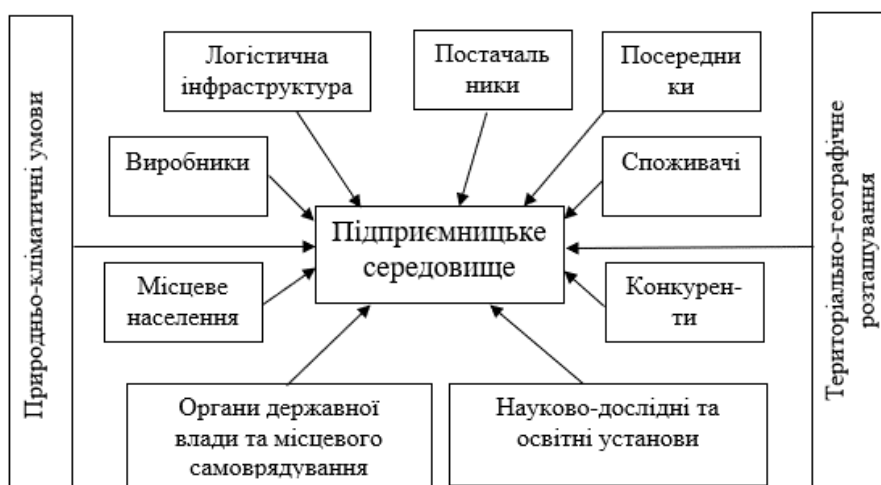 Природньо-кліматичні умови
Логістична
інфраструктура
Постачаль
ники
Посередни
ки
Виробники
Споживачі
Підприємницьке
середовище
Місцеве
населення
Конкурен-
ти
Органи державної
влади та місцевого
самоврядування
Науково-дослідні та
освітні установи
Територіально-географічне
розташування